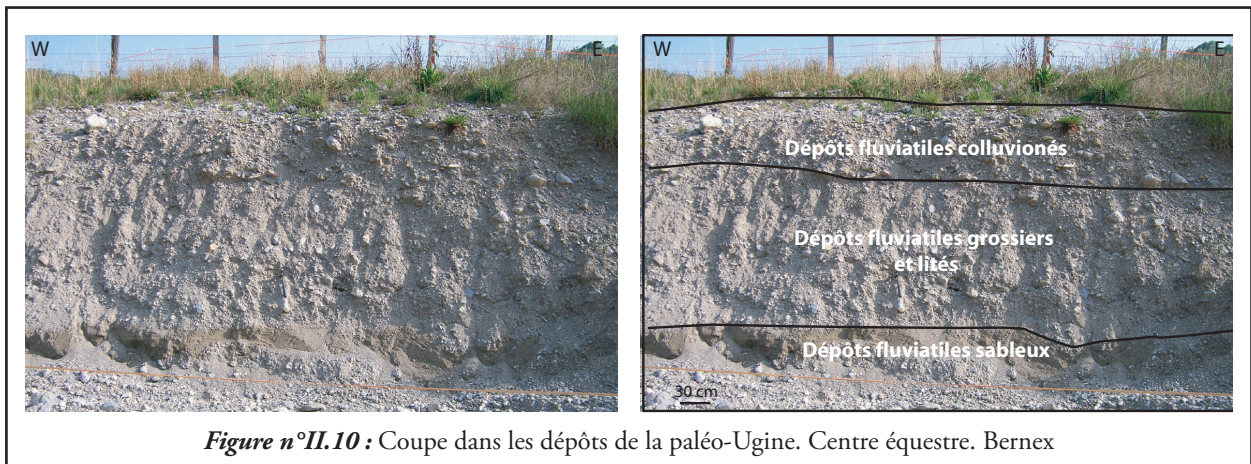 W E
W E
Dépôts fluviatiles colluvionés
Dépôts fluviatiles grossiers
et lités
Dépôts fluviatiles sableux
30 cm
Figure n°II.10 : Coupe dans les dépôts de la paléo-Ugine. Centre équestre. Bernex